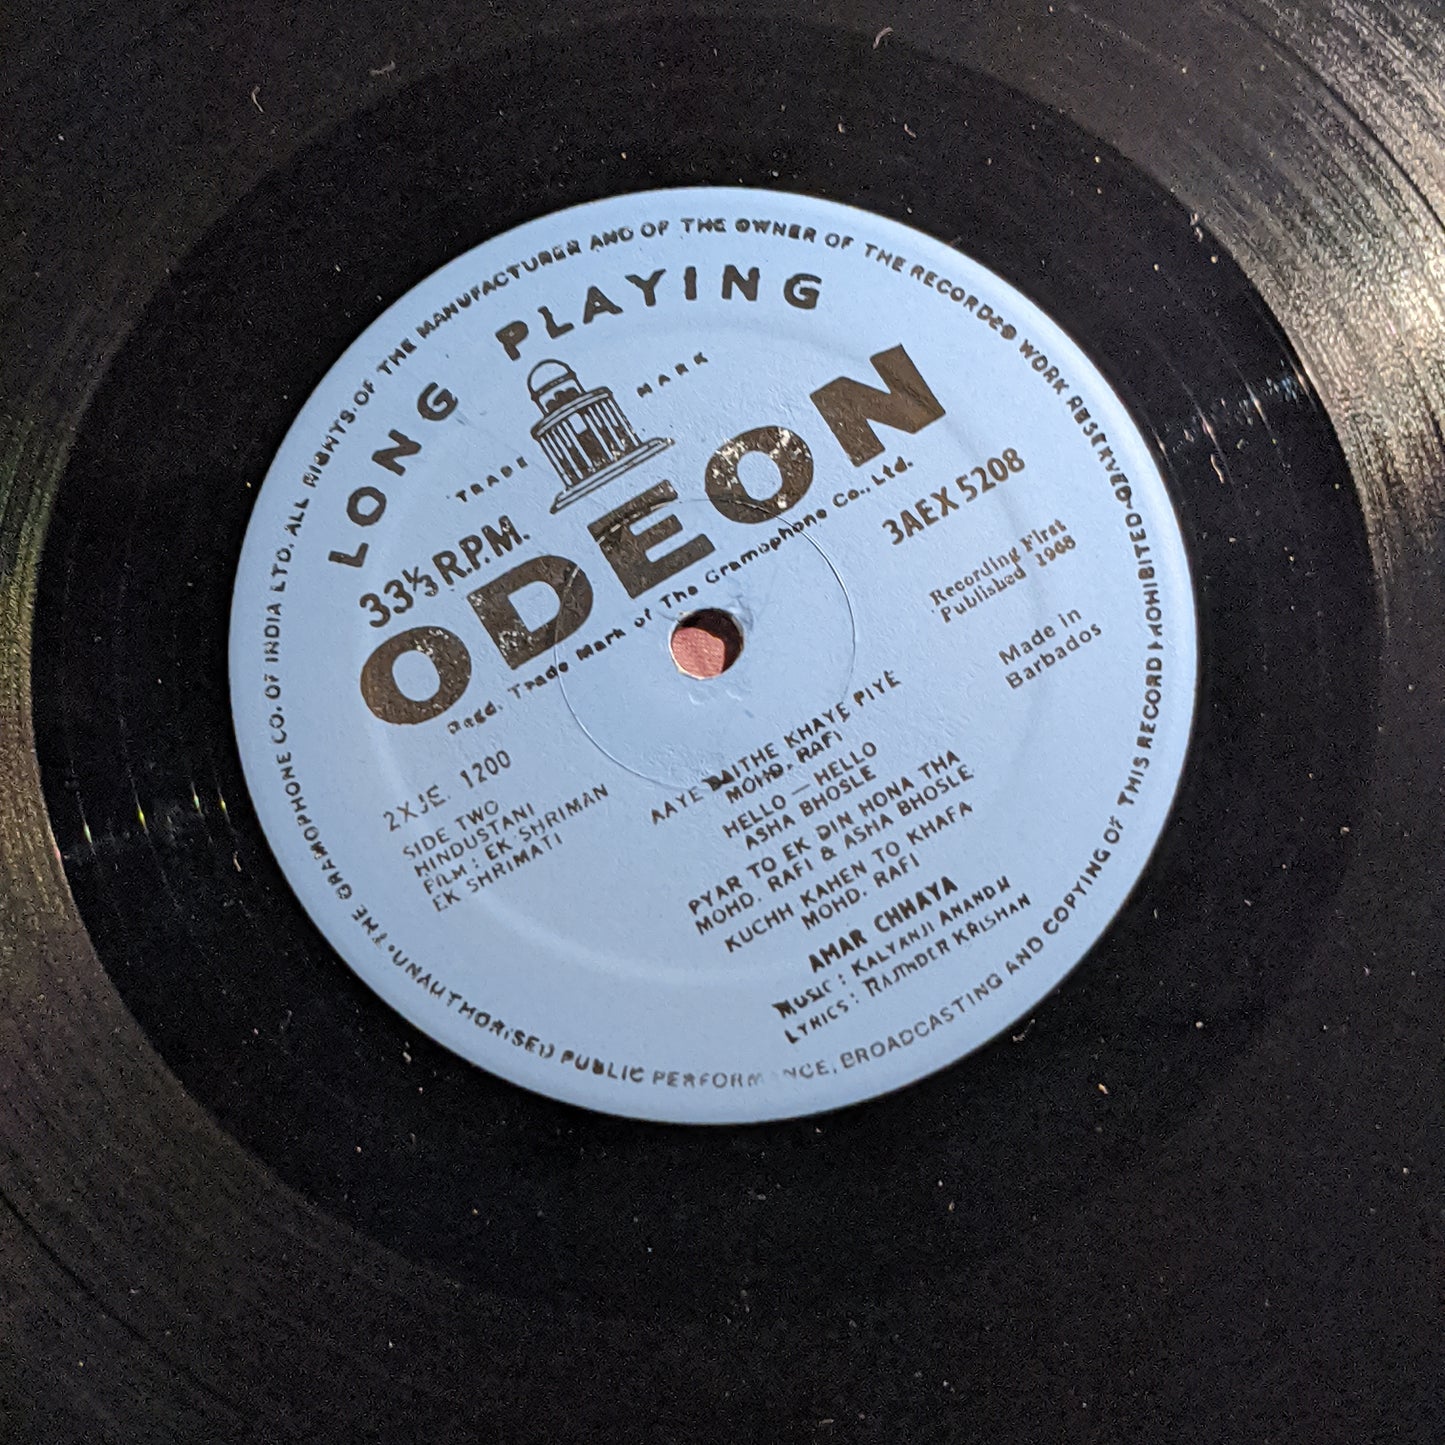 THE GRAMOPHONE CO. OF INDIA LTD. ALL RIGHTS OF THE MANUFACTURER AND OF THE OWNER OF THE RECORDED WORK RESERVED. UNAUTHORISED PUBLIC PERFORMANCE, BROADCASTING AND COPYING OF THIS RECORD PROHIBITED
LONG PLAYING
TRADE MARK
33⅓ R.P.M.
ODEON
Regd. Trade Mark of The Gramophone Co., Ltd.
3AEX 5208
Recording First
Published 1968
Made in
Barbados
2XJE 1200
SIDE TWO
HINDUSTANI
FILM : EK SHRIMAN
EK SHRIMATI
AAYE BAITHE KHAYE PIYE
MOHD. RAFI
HELLO — HELLO
ASHA BHOSLE
PYAR TO EK DIN HONA THA
MOHD. RAFI & ASHA BHOSLE
KUCHH KAHEN TO KHAFA
MOHD. RAFI
AMAR CHHAYA
MUSIC : KALYANJI ANANDJI
LYRICS : RAJINDER KRISHAN